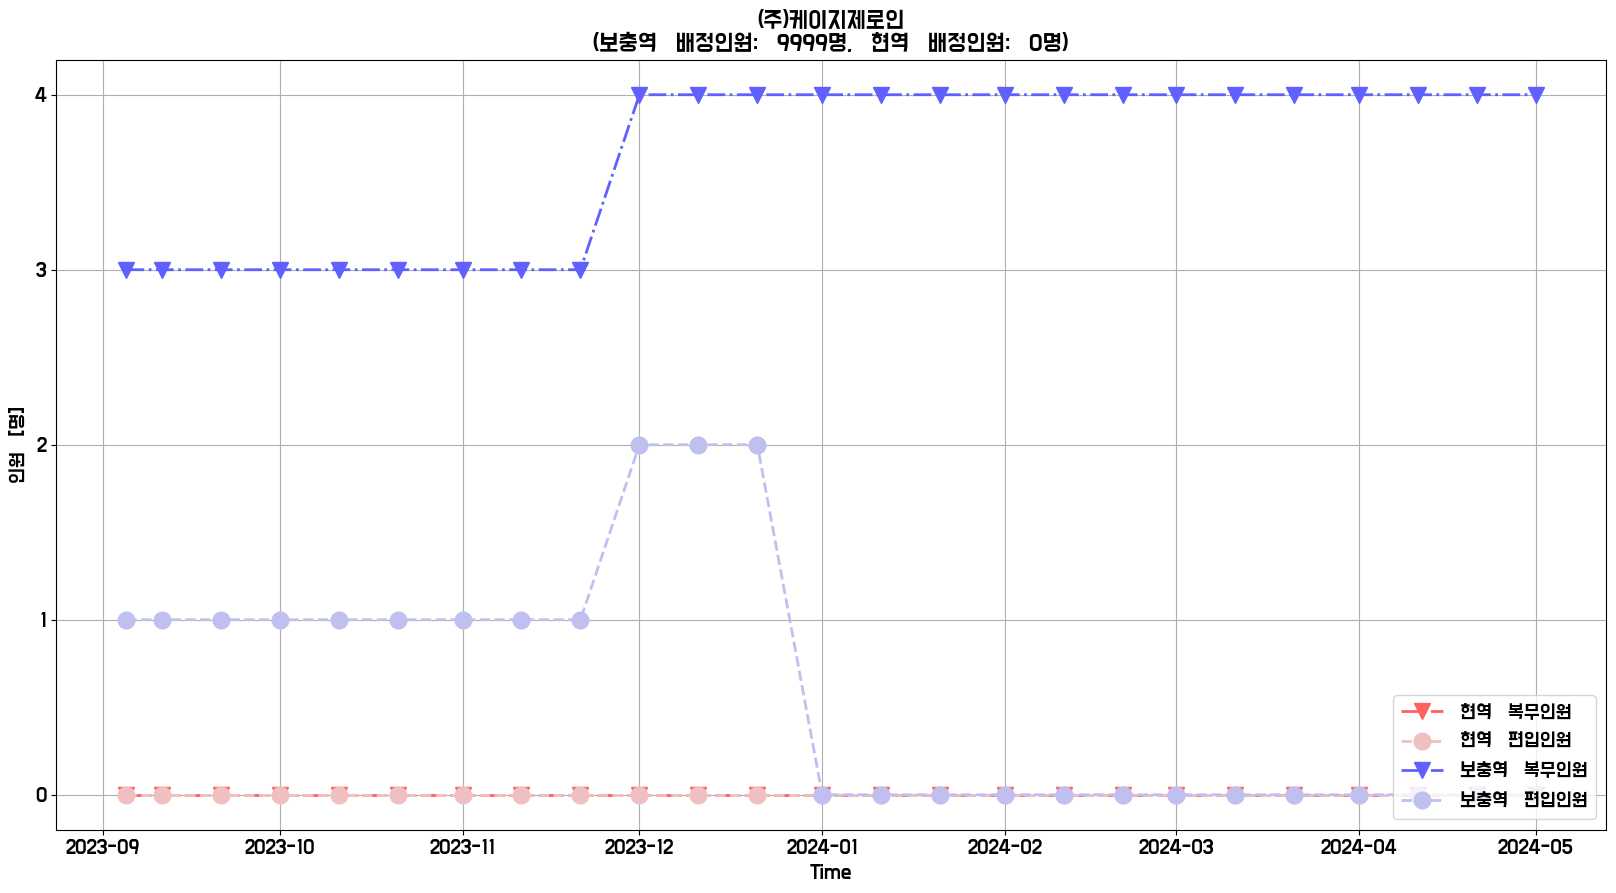 (주)케이지제로인
(보충역 배정인원: 9999명, 현역 배정인원: 0명)
4
3
2
1
0
인원 [명]
2023-09 2023-10 2023-11 2023-12 2024-01 2024-02 2024-03 2024-04 2024-05
Time
현역 복무인원
현역 편입인원
보충역 복무인원
보충역 편입인원